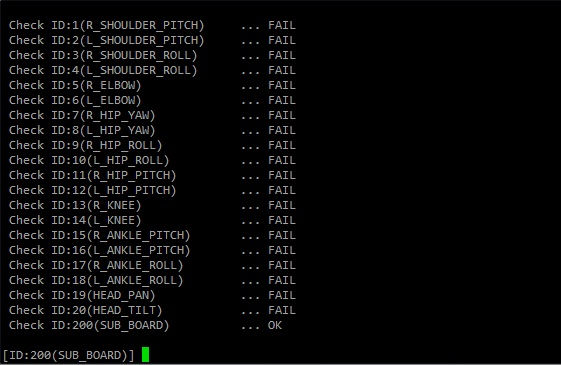 Check ID:1(R_SHOULDER_PITCH) ... FAIL
Check ID:2(L_SHOULDER_PITCH) ... FAIL
Check ID:3(R_SHOULDER_ROLL) ... FAIL
Check ID:4(L_SHOULDER_ROLL) ... FAIL
Check ID:5(R_ELBOW) ... FAIL
Check ID:6(L_ELBOW) ... FAIL
Check ID:7(R_HIP_YAW) ... FAIL
Check ID:8(L_HIP_YAW) ... FAIL
Check ID:9(R_HIP_ROLL) ... FAIL
Check ID:10(L_HIP_ROLL) ... FAIL
Check ID:11(R_HIP_PITCH) ... FAIL
Check ID:12(L_HIP_PITCH) ... FAIL
Check ID:13(R_KNEE) ... FAIL
Check ID:14(L_KNEE) ... FAIL
Check ID:15(R_ANKLE_PITCH) ... FAIL
Check ID:16(L_ANKLE_PITCH) ... FAIL
Check ID:17(R_ANKLE_ROLL) ... FAIL
Check ID:18(L_ANKLE_ROLL) ... FAIL
Check ID:19(HEAD_PAN) ... FAIL
Check ID:20(HEAD_TILT) ... FAIL
Check ID:200(SUB_BOARD) ... OK
[ID:200(SUB_BOARD)]